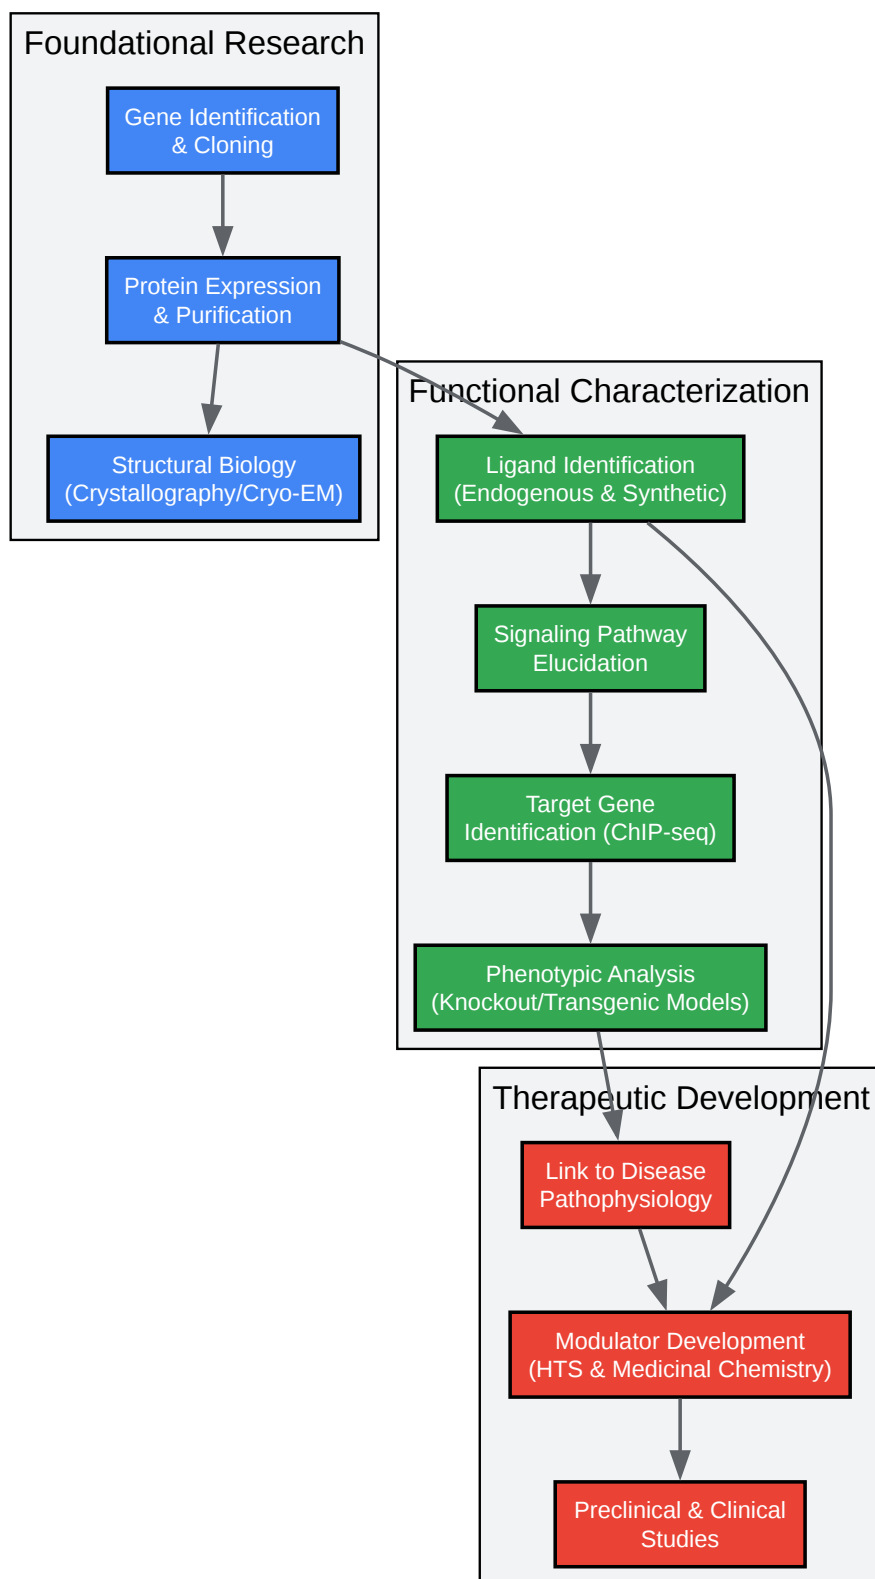 Foundational Research
Gene Identification
& Cloning
Protein Expression
& Purification
Structural Biology
(Crystallography/Cryo-EM)
Functional Characterization
Ligand Identification
(Endogenous & Synthetic)
Signaling Pathway
Elucidation
Target Gene
Identification (ChIP-seq)
Phenotypic Analysis
(Knockout/Transgenic Models)
Therapeutic Development
Link to Disease
Pathophysiology
Modulator Development
(HTS & Medicinal Chemistry)
Preclinical & Clinical
Studies